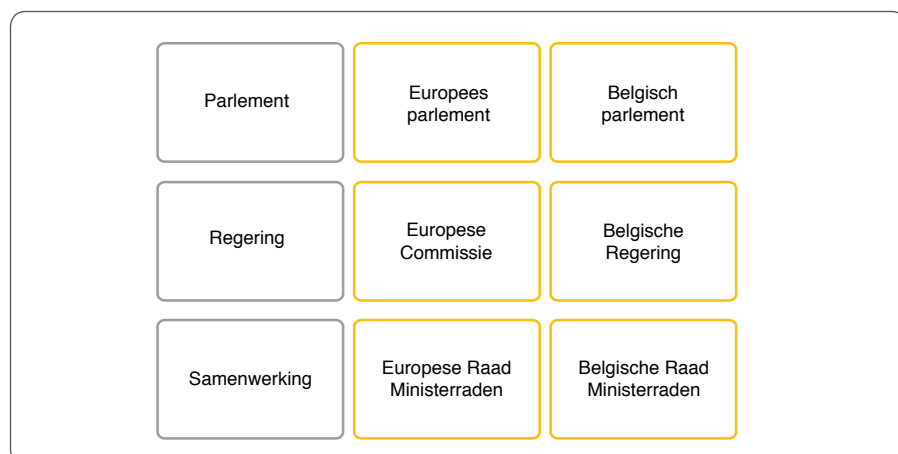 Parlement
Europees
parlement
Belgisch
parlement
Regering
Europese
Commissie
Belgische
Regering
Samenwerking
Europese Raad
Ministerraden
Belgische Raad
Ministerraden